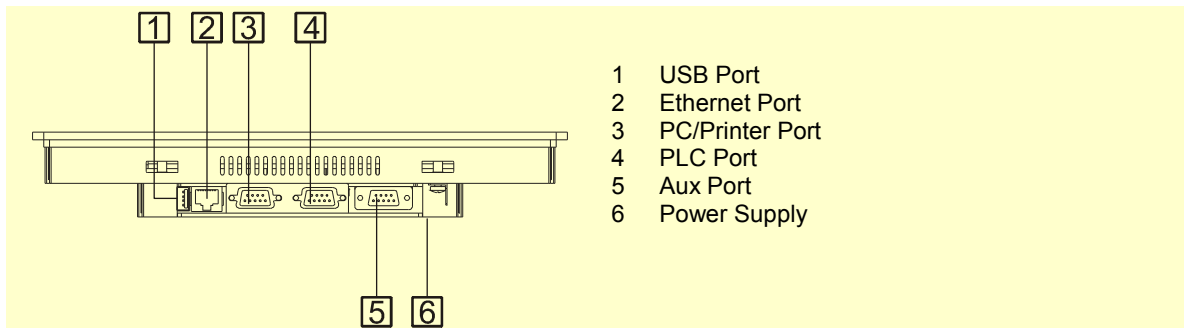 1 2 3 4
1 USB Port
2 Ethernet Port
3 PC/Printer Port
4 PLC Port
5 Aux Port
6 Power Supply
5 6